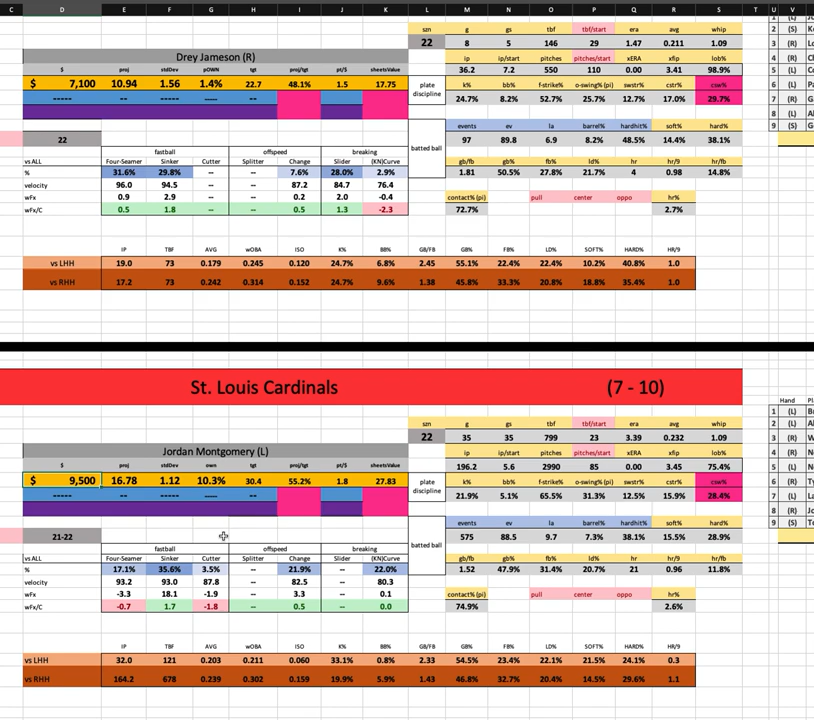 C D E F G H I J K L M N O P Q R S T U V
szn g gs tbf tbf/start era avg whip
22 8 5 146 29 1.47 0.211 1.09
Drey Jameson (R)
ip ip/start pitches pitches/start xERA xfip lob%
36.2 7.2 550 110 0.00 3.41 98.9%
$ proj stdDev pOWN tgt proj/tgt pt/$ sheetsValue
$ 7,100 10.94 1.56 1.4% 22.7 48.1% 1.5 17.75
plate discipline
k% bb% f-strike% o-swing% (pi) swstr% cstr% csw%
24.7% 8.2% 52.7% 25.7% 12.7% 17.0% 29.7%
----- -- ---- --- --
batted ball
events ev la barrel% hardhit% soft% hard%
97 89.8 6.9 8.2% 48.5% 14.4% 38.1%
22
fastball offspeed breaking
vs ALL Four-Seamer Sinker Cutter Splitter Change Slider (KN)Curve
gb/fb gb% fb% ld% hr hr/9 hr/fb
% 31.6% 29.8% -- -- 7.6% 28.0% 2.9%
1.81 50.5% 27.8% 21.7% 4 0.98 14.8%
velocity 96.0 94.5 -- -- 87.2 84.7 76.4
wFx 0.9 2.9 -- -- 0.2 2.0 -0.4
contact% (pi) pull center oppo hr%
wFx/C 0.5 1.8 -- -- 0.5 1.3 -2.3
72.7% 2.7%
IP TBF AVG wOBA ISO K% BB% GB/FB GB% FB% LD% SOFT% HARD% HR/9
vs LHH 19.0 73 0.179 0.245 0.120 24.7% 6.8% 2.45 55.1% 22.4% 22.4% 10.2% 40.8% 1.0
vs RHH 17.2 73 0.242 0.314 0.152 24.7% 9.6% 1.38 45.8% 33.3% 20.8% 18.8% 35.4% 1.0
2 (S)
3 (R)
4 (R)
5 (L)
6 (L)
7 (R)
8 (L)
9 (S)
St. Louis Cardinals (7 - 10)
szn g gs tbf tbf/start era avg whip
22 35 35 799 23 3.39 0.232 1.09
Jordan Montgomery (L)
ip ip/start pitches pitches/start xERA xfip lob%
196.2 5.6 2990 85 0.00 3.45 75.4%
$ proj stdDev own tgt proj/tgt pt/$ sheetsValue
$ 9,500 16.78 1.12 10.3% 30.4 55.2% 1.8 27.83
plate discipline
k% bb% f-strike% o-swing% (pi) swstr% cstr% csw%
21.9% 5.1% 65.5% 31.3% 12.5% 15.9% 28.4%
----- -- ---- --- --
batted ball
events ev la barrel% hardhit% soft% hard%
575 88.5 9.7 7.3% 38.1% 15.5% 28.9%
21-22
fastball offspeed breaking
vs ALL Four-Seamer Sinker Cutter Splitter Change Slider (KN)Curve
gb/fb gb% fb% ld% hr hr/9 hr/fb
% 17.1% 35.6% 3.5% -- 21.9% -- 22.0%
1.52 47.9% 31.4% 20.7% 21 0.96 11.8%
velocity 93.2 93.0 87.8 -- 82.5 -- 80.3
wFx -3.3 18.1 -1.9 -- 3.3 -- 0.1
contact% (pi) pull center oppo hr%
wFx/C -0.7 1.7 -1.8 -- 0.5 -- 0.0
74.9% 2.6%
IP TBF AVG wOBA ISO K% BB% GB/FB GB% FB% LD% SOFT% HARD% HR/9
vs LHH 32.0 121 0.203 0.211 0.060 33.1% 0.8% 2.33 54.5% 23.4% 22.1% 21.5% 24.1% 0.3
vs RHH 164.2 678 0.239 0.302 0.159 19.9% 5.9% 1.43 46.8% 32.7% 20.4% 14.5% 29.6% 1.1
Hand
1 (L)
2 (L)
3 (R)
4 (R)
5 (L)
6 (R)
7 (L)
8 (R)
9 (S)